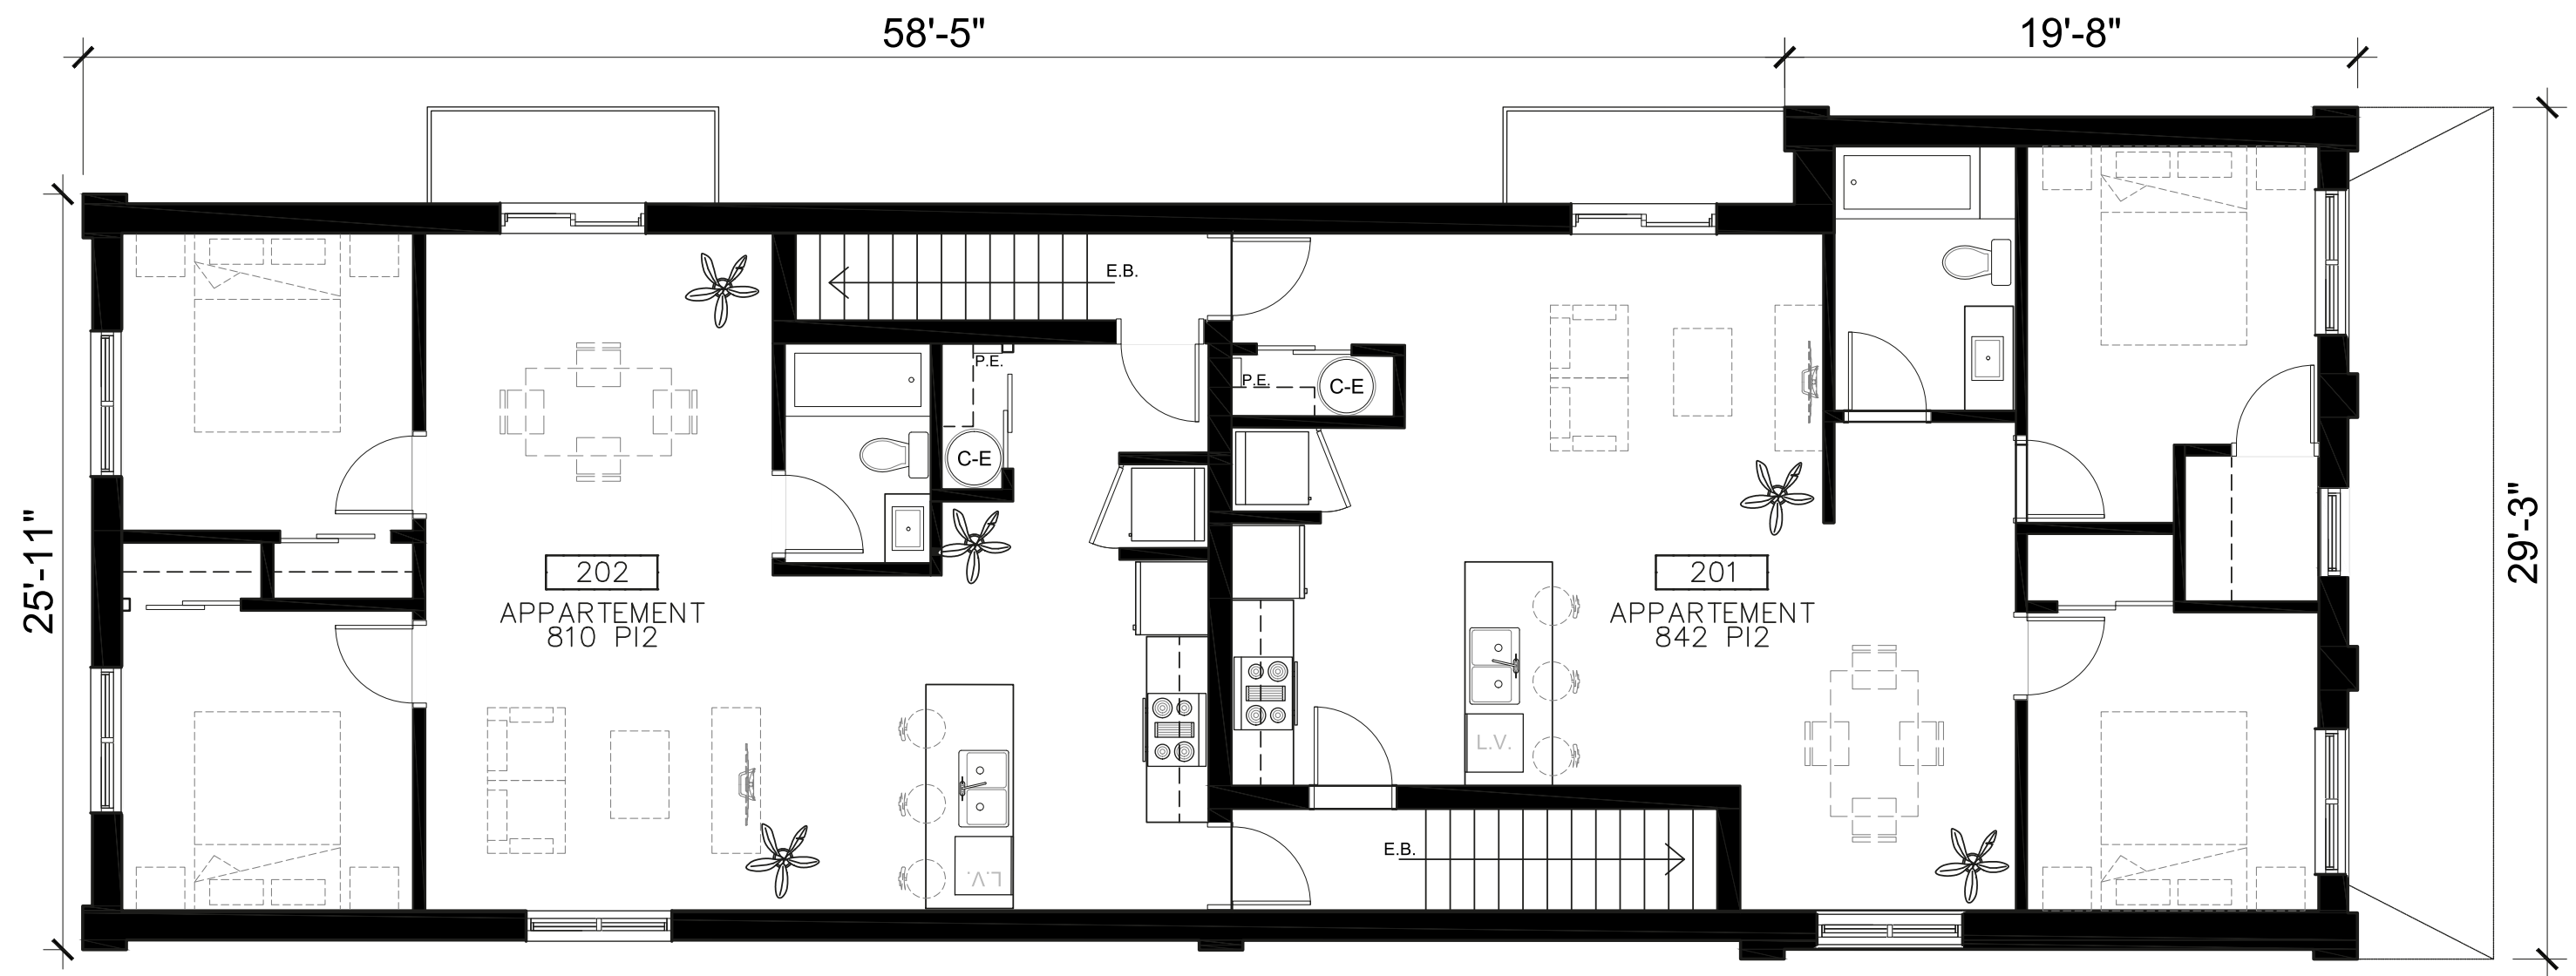 58'-5"
19'-8"
E.B.
P.E.
C-E
P.E.
C-E
202
APPARTEMENT
810 PI2
201
APPARTEMENT
842 PI2
25'-11"
29'-3"
L.V.
E.B.
L.V.